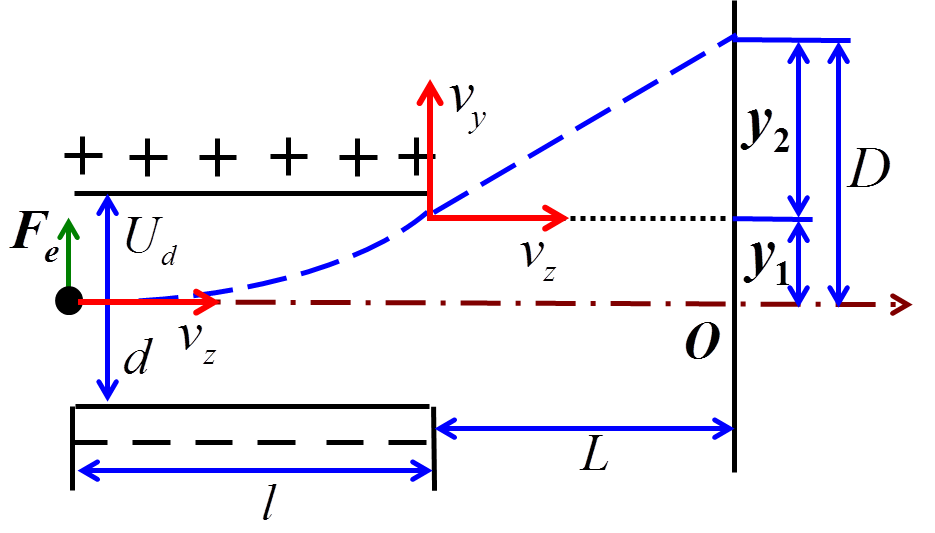 + + + + + +
v_y
y_2
D
F_e
U_d
v_z
y_1
v_z
O
d
− − − − − −
L
l